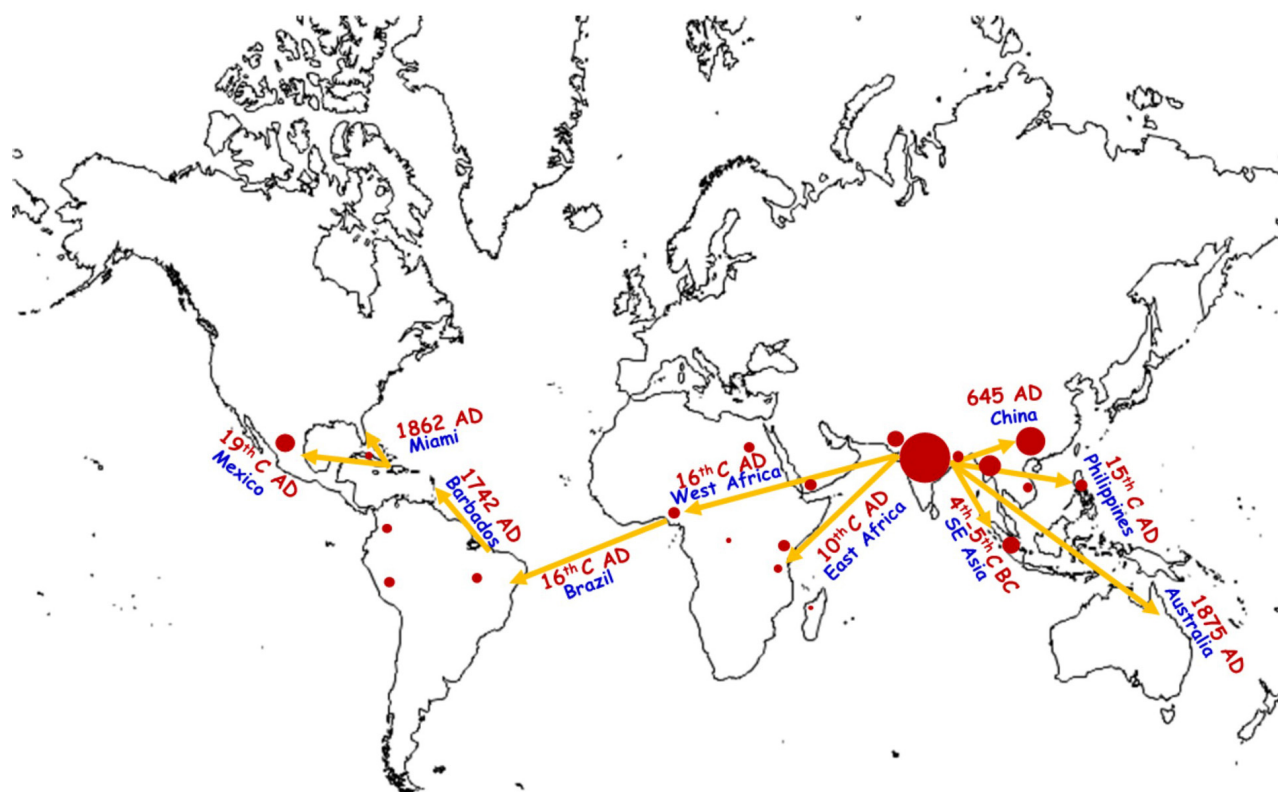 1862 AD
Miami
19th C AD
Mexico
1742 AD
Barbados
16th C AD
Brazil
16th C AD
West Africa
10th C AD
East Africa
645 AD
China
15th C AD
Philippines
4th-5th C BC
SE Asia
1875 AD
Australia